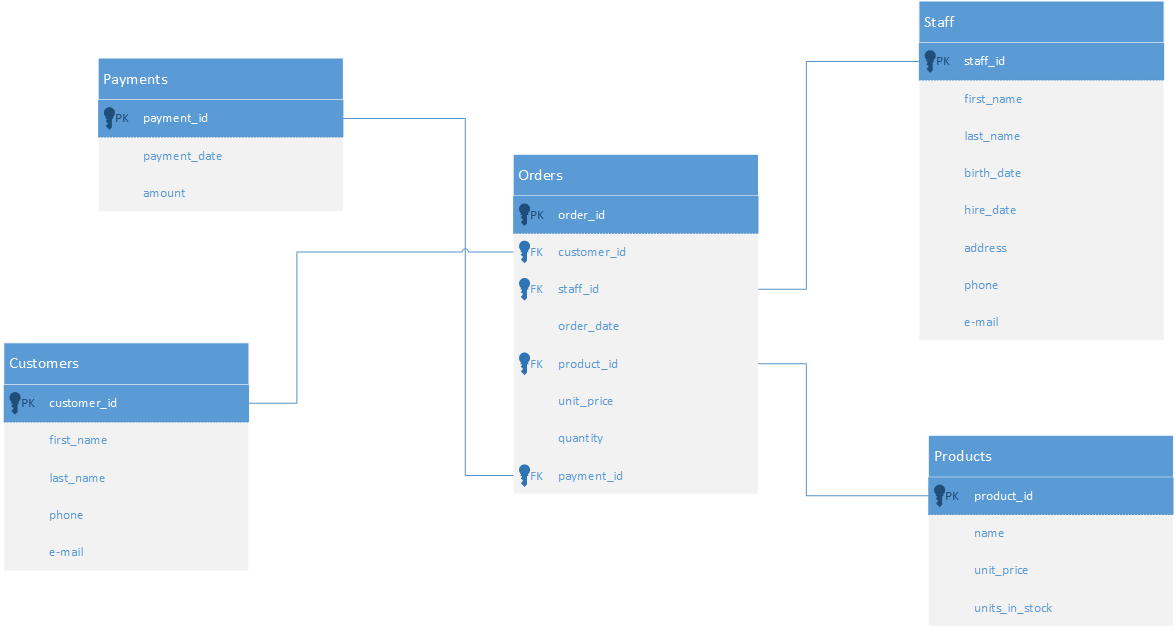 Payments
PK payment_id
payment_date
amount
Customers
PK customer_id
first_name
last_name
phone
e-mail
Orders
PK order_id
FK customer_id
FK staff_id
order_date
FK product_id
unit_price
quantity
FK payment_id
Staff
PK staff_id
first_name
last_name
birth_date
hire_date
address
phone
e-mail
Products
PK product_id
name
unit_price
units_in_stock